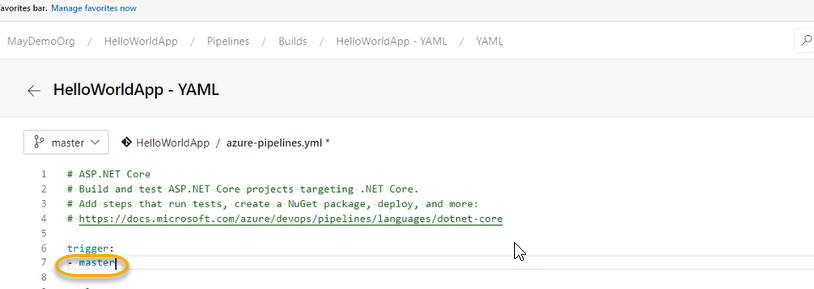 avorites bar. Manage favorites now
MayDemoOrg / HelloWorldApp / Pipelines / Builds / HelloWorldApp - YAML / YAML
HelloWorldApp - YAML
master HelloWorldApp / azure-pipelines.yml *
1 # ASP.NET Core
2 # Build and test ASP.NET Core projects targeting .NET Core.
3 # Add steps that run tests, create a NuGet package, deploy, and more:
4 # https://docs.microsoft.com/azure/devops/pipelines/languages/dotnet-core
5
6 trigger:
7 - master
8